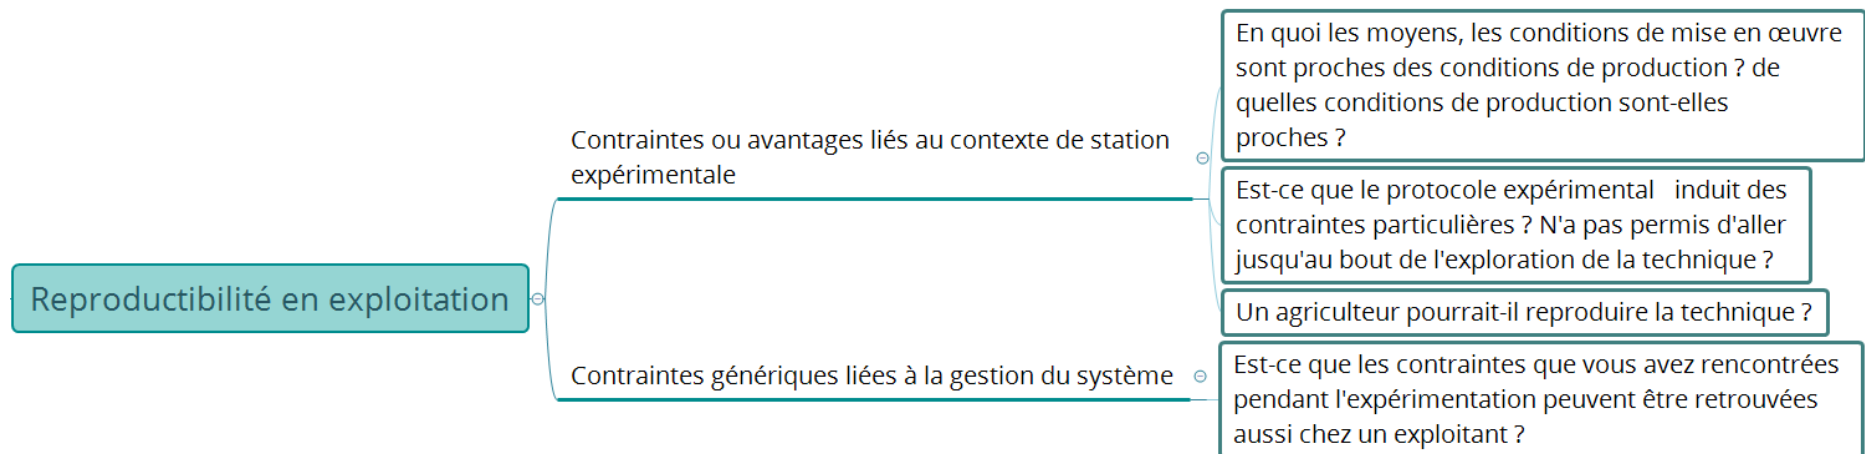 Reproductibilité en exploitation
Contraintes ou avantages liés au contexte de station
expérimentale
En quoi les moyens, les conditions de mise en œuvre
sont proches des conditions de production ? de
quelles conditions de production sont-elles
proches ?
Est-ce que le protocole expérimental   induit des
contraintes particulières ? N'a pas permis d'aller
jusqu'au bout de l'exploration de la technique ?
Un agriculteur pourrait-il reproduire la technique ?
Contraintes génériques liées à la gestion du système
Est-ce que les contraintes que vous avez rencontrées
pendant l'expérimentation peuvent être retrouvées
aussi chez un exploitant ?